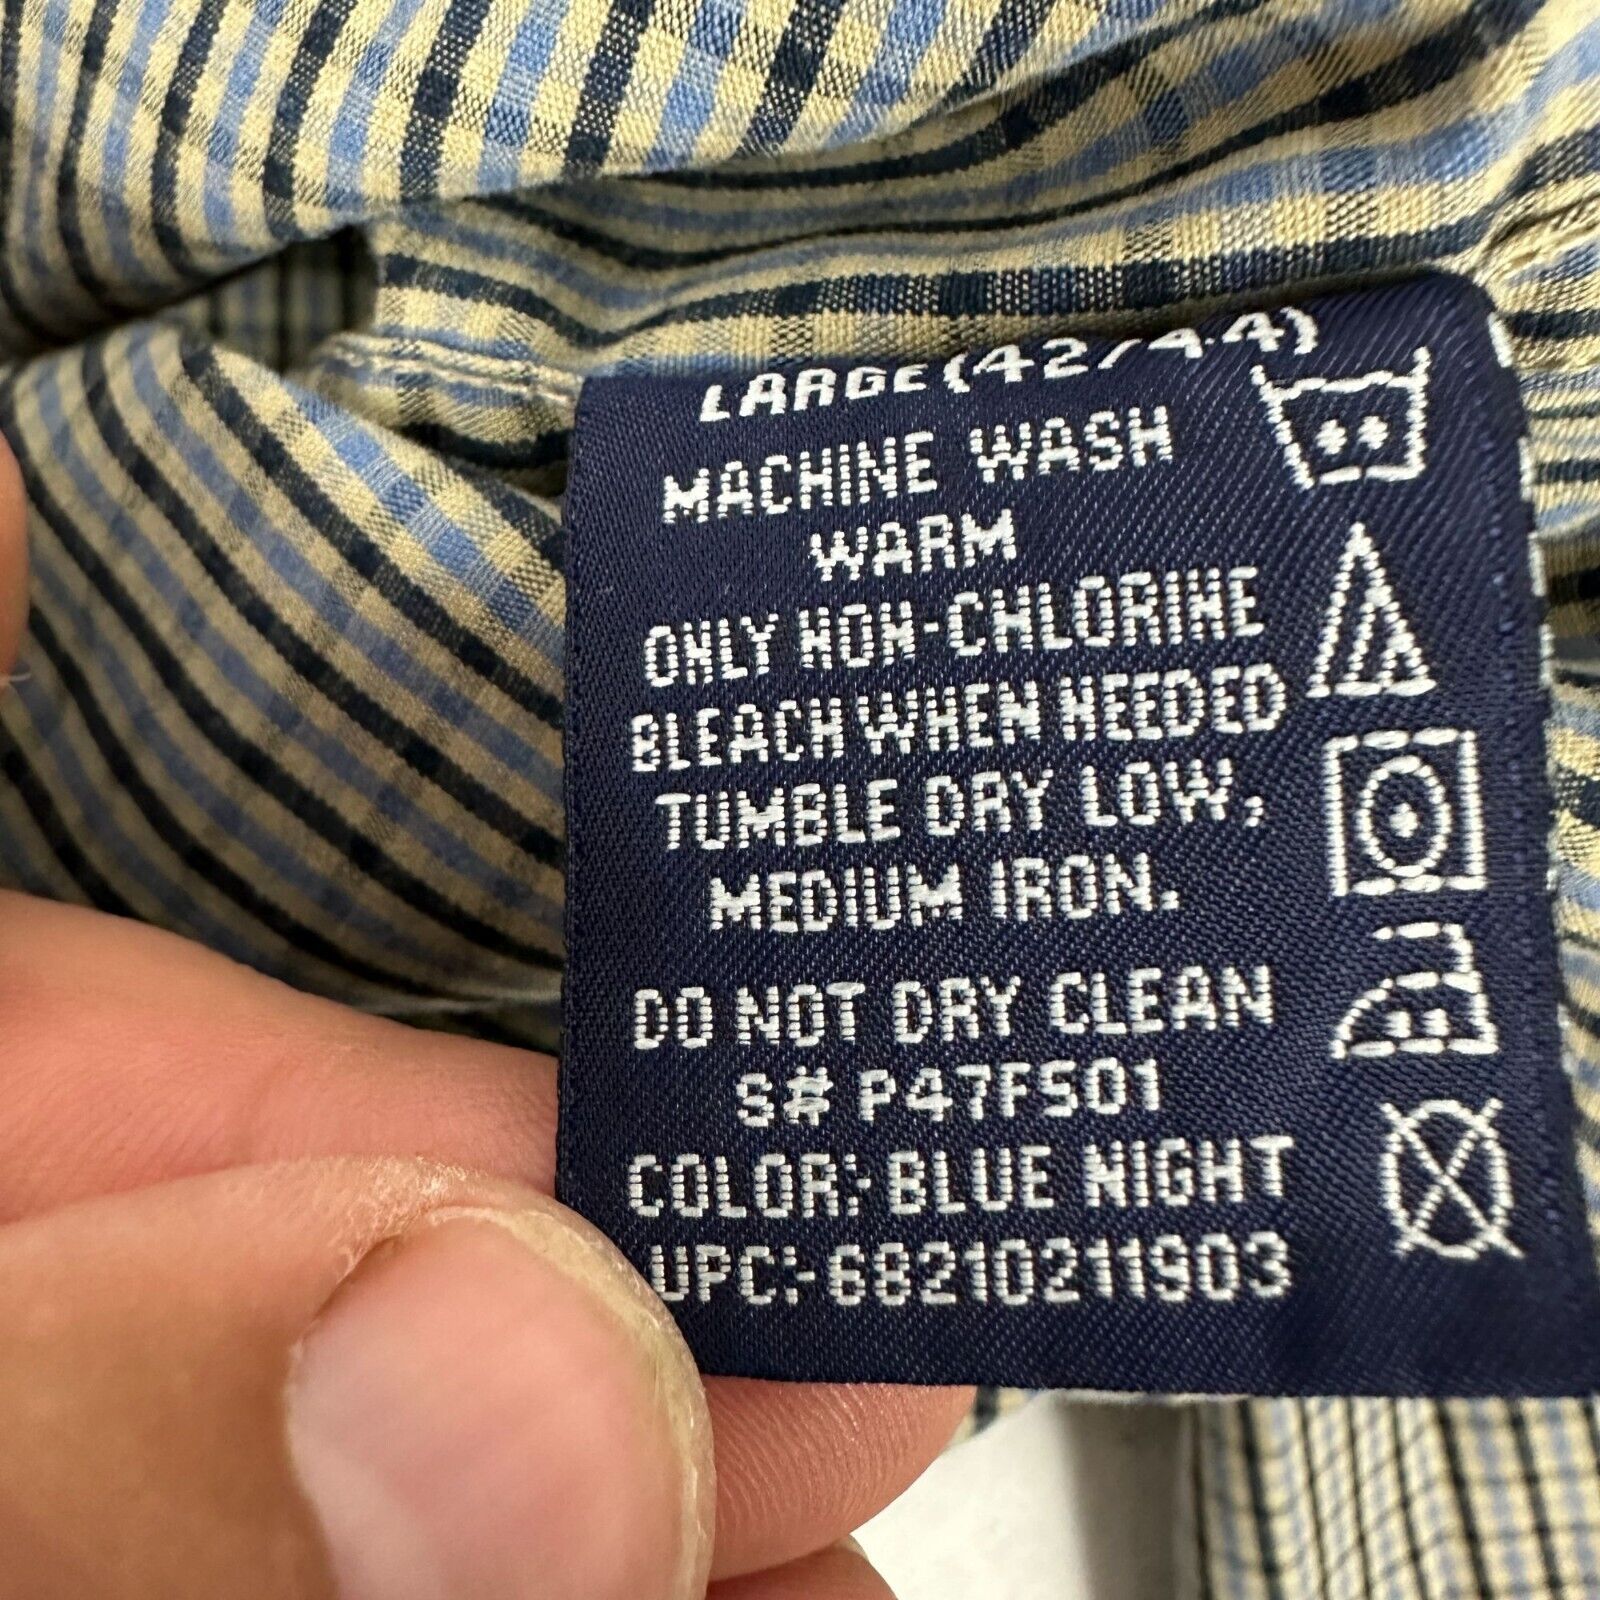 LARGE (42/44)
MACHINE WASH
WARM
ONLY NON-CHLORINE
BLEACH WHEN NEEDED
TUMBLE DRY LOW,
MEDIUM IRON.
DO NOT DRY CLEAN
S# P47FS01
COLOR: BLUE NIGHT
UPC:-68210211903